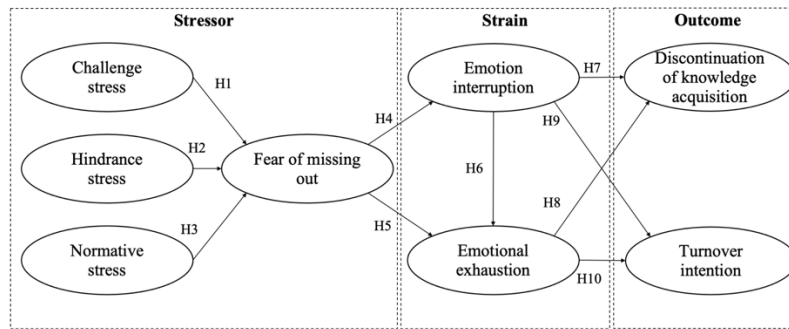 Stressor
Strain
Outcome
Challenge
stress
H1
Hindrance
stress
H2
Normative
stress
H3
Fear of missing
out
H4
H5
Emotion
interruption
H6
Emotional
exhaustion
H7
H9
H8
H10
Discontinuation
of knowledge
acquisition
Turnover
intention